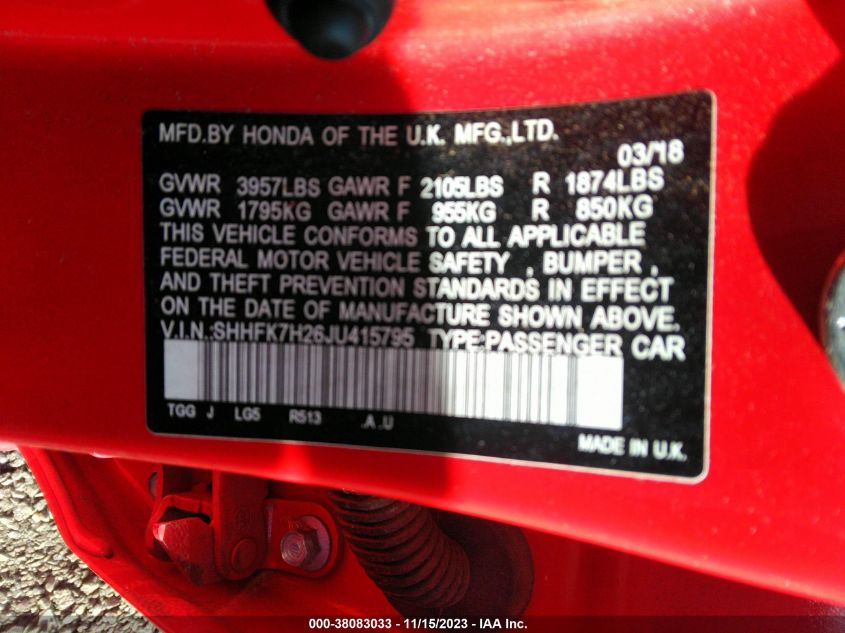 MFD.BY HONDA OF THE U.K. MFG.,LTD.
03/18
GVWR 3957LBS GAWR F 2105LBS R 1874LBS
GVWR 1795KG GAWR F 955KG R 850KG
THIS VEHICLE CONFORMS TO ALL APPLICABLE
FEDERAL MOTOR VEHICLE SAFETY , BUMPER ,
AND THEFT PREVENTION STANDARDS IN EFFECT
ON THE DATE OF MANUFACTURE SHOWN ABOVE.
V.I.N.:SHHFK7H26JU415795 TYPE:PASSENGER CAR
TGG J LG5 R513 .A .U
MADE IN U.K.
000-38083033 - 11/15/2023 - IAA Inc.